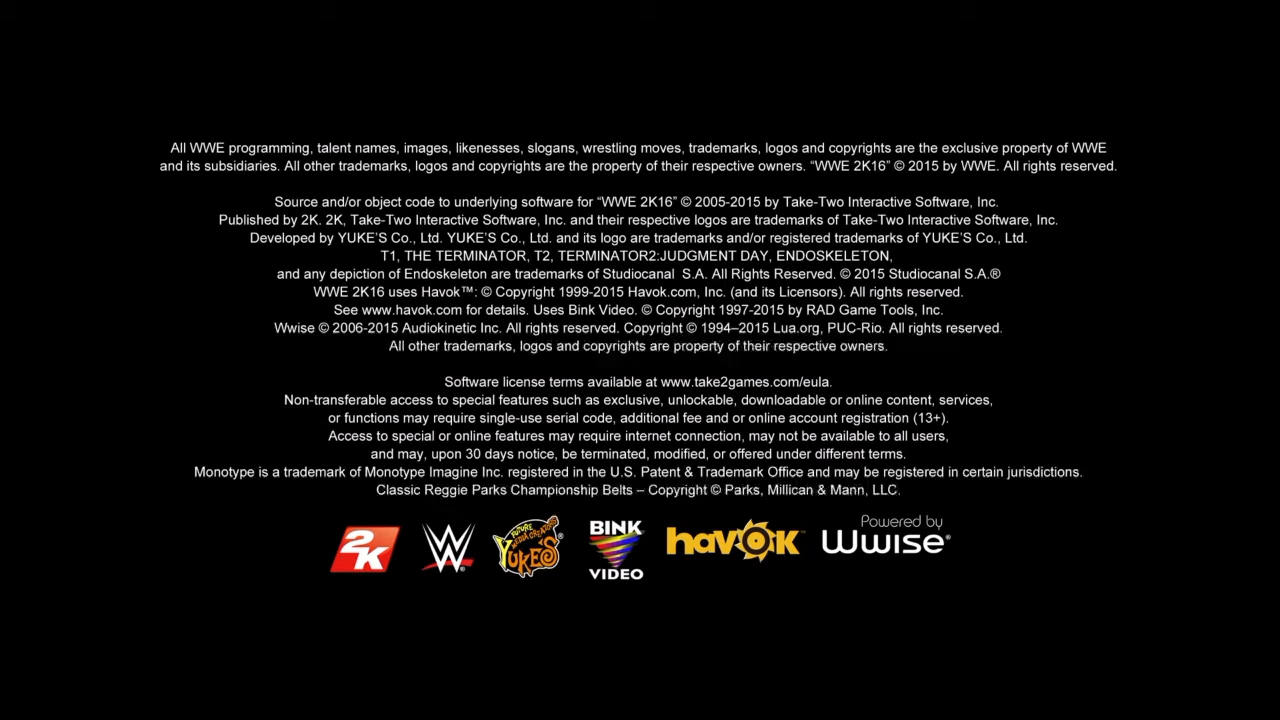 All WWE programming, talent names, images, likenesses, slogans, wrestling moves, trademarks, logos and copyrights are the exclusive property of WWE
and its subsidiaries. All other trademarks, logos and copyrights are the property of their respective owners. “WWE 2K16” © 2015 by WWE. All rights reserved.
Source and/or object code to underlying software for “WWE 2K16” © 2005-2015 by Take-Two Interactive Software, Inc.
Published by 2K. 2K, Take-Two Interactive Software, Inc. and their respective logos are trademarks of Take-Two Interactive Software, Inc.
Developed by YUKE’S Co., Ltd. YUKE’S Co., Ltd. and its logo are trademarks and/or registered trademarks of YUKE’S Co., Ltd.
T1, THE TERMINATOR, T2, TERMINATOR2:JUDGMENT DAY, ENDOSKELETON,
and any depiction of Endoskeleton are trademarks of Studiocanal S.A. All Rights Reserved. © 2015 Studiocanal S.A.®
WWE 2K16 uses Havok™: © Copyright 1999-2015 Havok.com, Inc. (and its Licensors). All rights reserved.
See www.havok.com for details. Uses Bink Video. © Copyright 1997-2015 by RAD Game Tools, Inc.
Wwise © 2006-2015 Audiokinetic Inc. All rights reserved. Copyright © 1994–2015 Lua.org, PUC-Rio. All rights reserved.
All other trademarks, logos and copyrights are property of their respective owners.
Software license terms available at www.take2games.com/eula.
Non-transferable access to special features such as exclusive, unlockable, downloadable or online content, services,
or functions may require single-use serial code, additional fee and or online account registration (13+).
Access to special or online features may require internet connection, may not be available to all users,
and may, upon 30 days notice, be terminated, modified, or offered under different terms.
Monotype is a trademark of Monotype Imagine Inc. registered in the U.S. Patent & Trademark Office and may be registered in certain jurisdictions.
Classic Reggie Parks Championship Belts – Copyright © Parks, Millican & Mann, LLC.
2K
W
FUTURE
MEDIA CREATORS
YUKE'S®
BINK
VIDEO
havok™
Powered by
Wwise®